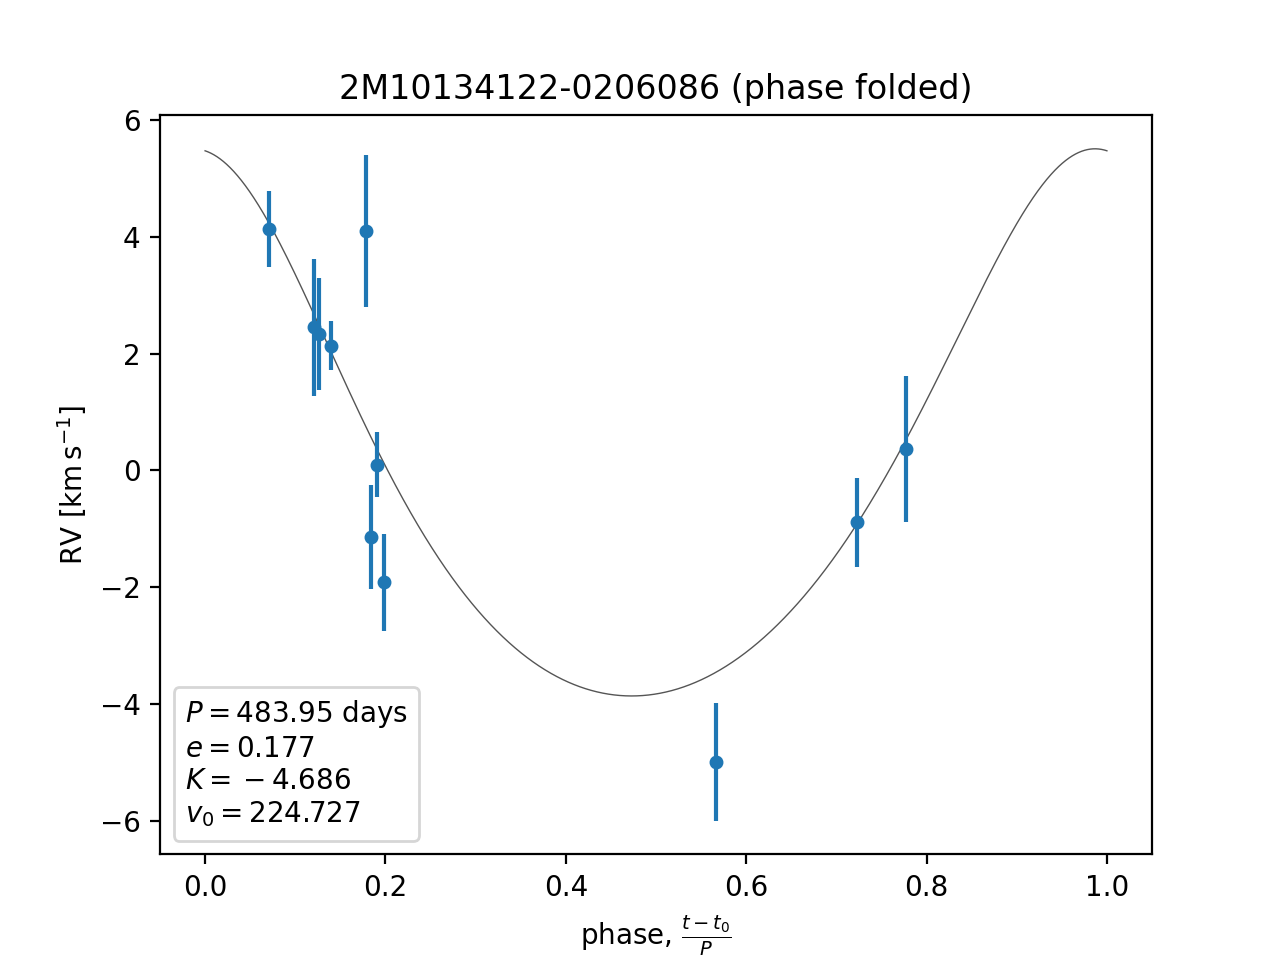 2M10134122-0206086 (phase folded)
6
4
2
0
−2
−4
−6
RV [km s⁻¹]
P = 483.95 days
e = 0.177
K = −4.686
v₀ = 224.727
0.0 0.2 0.4 0.6 0.8 1.0
phase, (t − t₀)/P